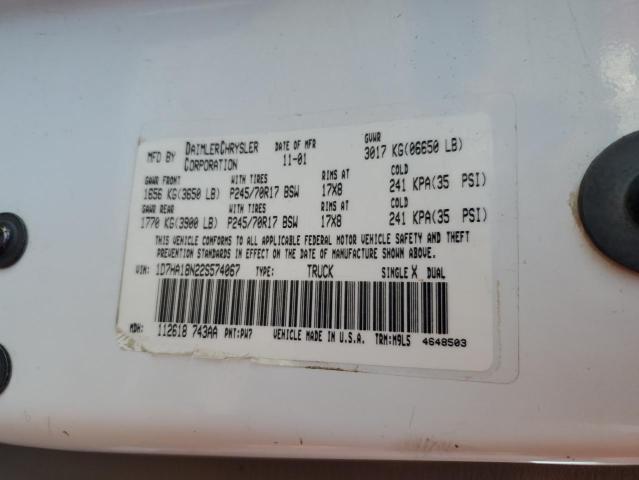 MFD BY DAIMLERCHRYSLER CORPORATION DATE OF MFR 11-01 GVWR 3017 KG(06650 LB)
GAWR FRONT WITH TIRES RIMS AT COLD
1656 KG(3650 LB) P245/70R17 BSW 17X8 241 KPA(35 PSI)
GAWR REAR WITH TIRES RIMS AT COLD
1770 KG(3900 LB) P245/70R17 BSW 17X8 241 KPA(35 PSI)
THIS VEHICLE CONFORMS TO ALL APPLICABLE FEDERAL MOTOR VEHICLE SAFETY AND THEFT
PREVENTION STANDARDS IN EFFECT ON THE DATE OF MANUFACTURE SHOWN ABOVE.
VIN: 1D7HA18N22S574067 TYPE: TRUCK SINGLE X DUAL
MDH: 112618 743AA PNT:PW7 VEHICLE MADE IN U.S.A. TRM:M9L5 4648503